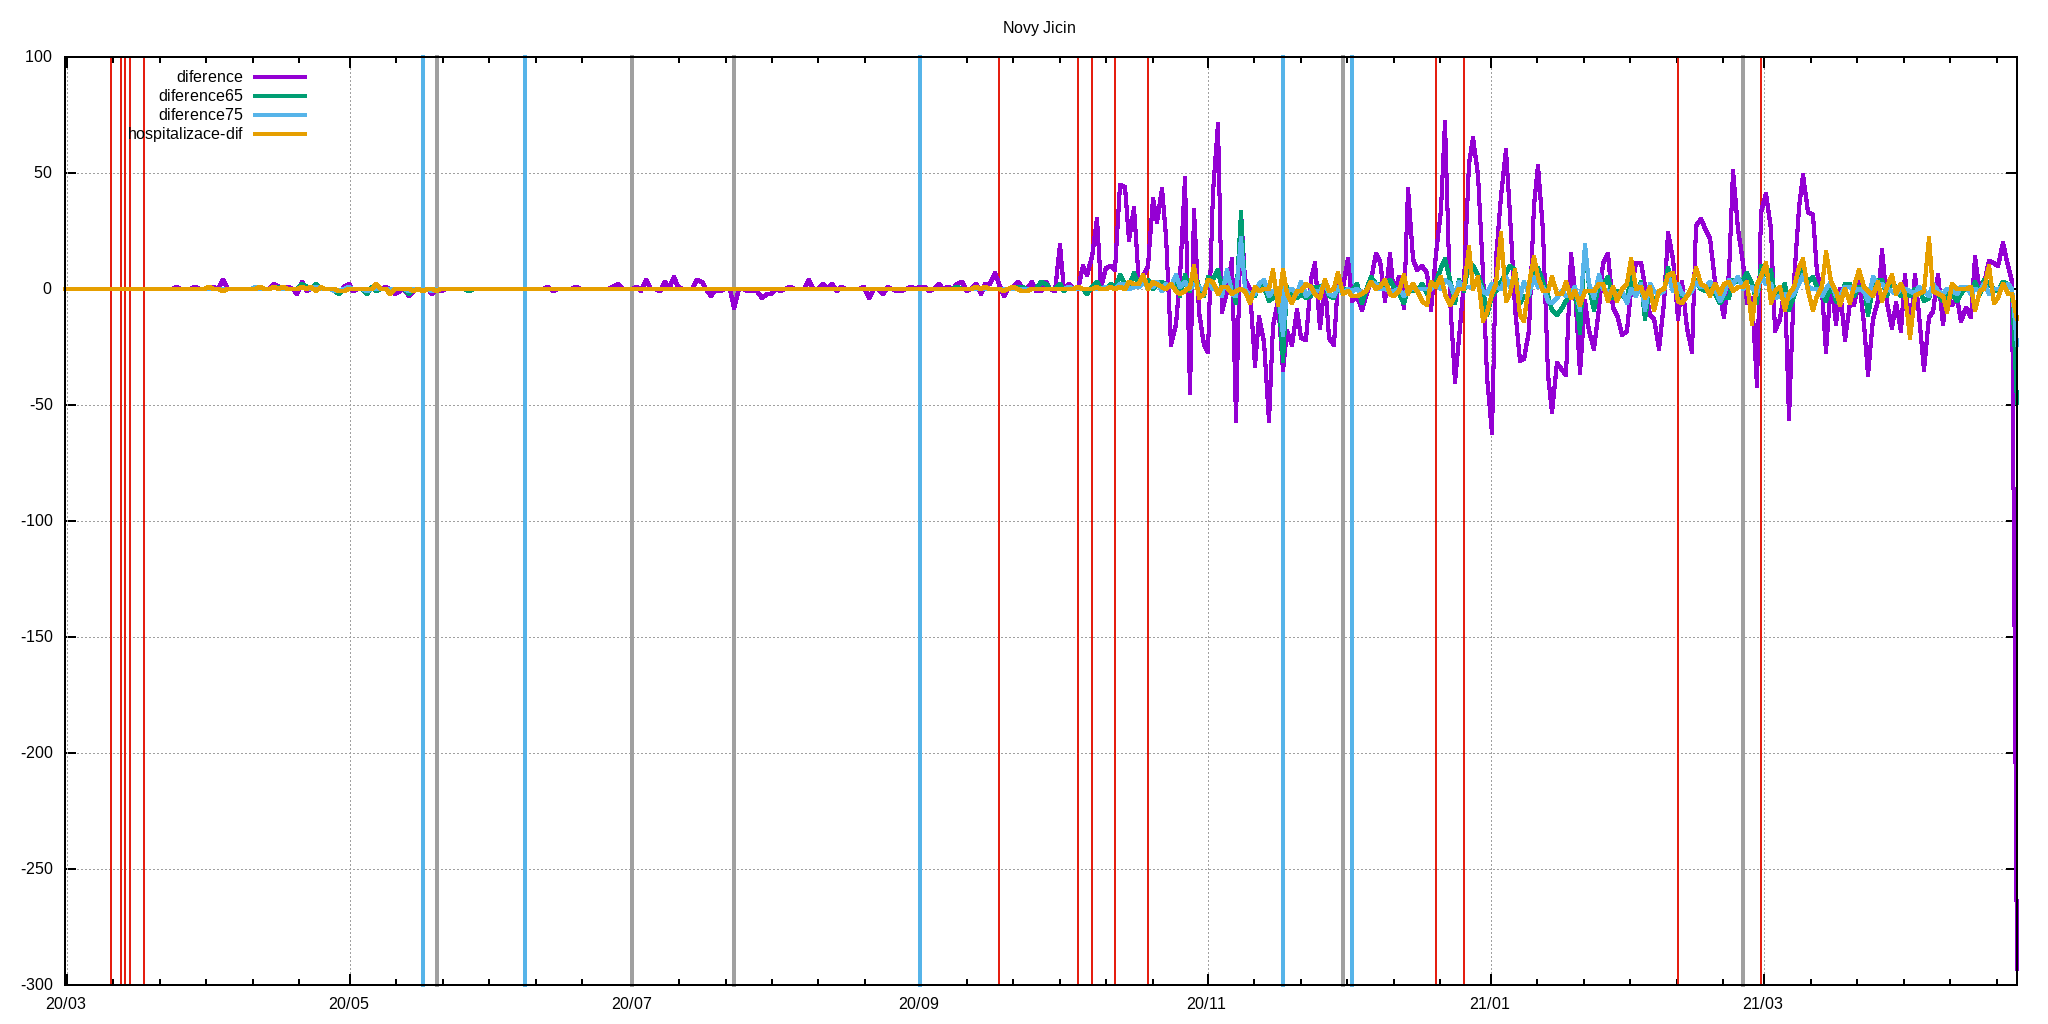 Novy Jicin
100
diference
diference65
diference75
hospitalizace-dif
50
0
-50
-100
-150
-200
-250
-300
20/03 20/05 20/07 20/09 20/11 21/01 21/03